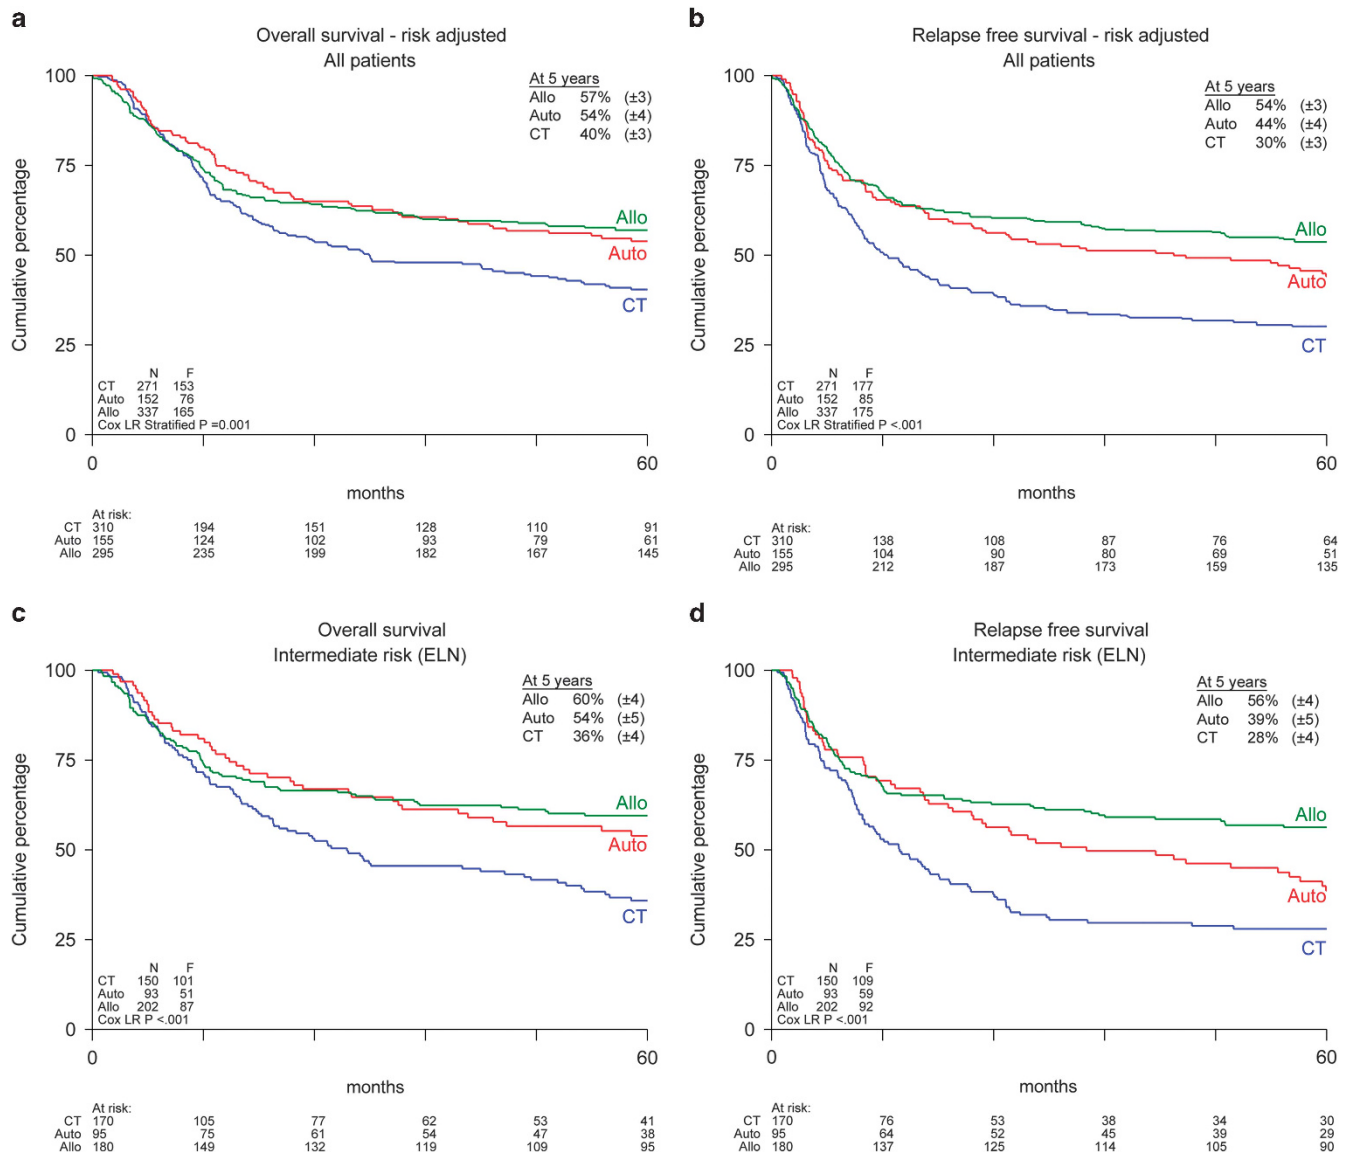 a
Overall survival - risk adjusted
All patients
At 5 years
Allo 57% (±3)
Auto 54% (±4)
CT 40% (±3)
100
75
50
25
0
Cumulative percentage
Allo
Auto
CT
N F
CT 271 153
Auto 152 76
Allo 337 165
Cox LR Stratified P =0.001
0 60
months
At risk:
CT 310 194 151 128 110 91
Auto 155 124 102 93 79 61
Allo 295 235 199 182 167 145
b
Relapse free survival - risk adjusted
All patients
At 5 years
Allo 54% (±3)
Auto 44% (±4)
CT 30% (±3)
100
75
50
25
0
Cumulative percentage
Allo
Auto
CT
N F
CT 271 177
Auto 152 85
Allo 337 175
Cox LR Stratified P <.001
0 60
months
At risk:
CT 310 138 108 87 76 64
Auto 155 104 90 80 69 51
Allo 295 212 187 173 159 135
c
Overall survival
Intermediate risk (ELN)
At 5 years
Allo 60% (±4)
Auto 54% (±5)
CT 36% (±4)
100
75
50
25
0
Cumulative percentage
Allo
Auto
CT
N F
CT 150 101
Auto 93 51
Allo 202 87
Cox LR P <.001
0 60
months
At risk:
CT 170 105 77 62 53 41
Auto 95 75 61 54 47 38
Allo 180 149 132 119 109 95
d
Relapse free survival
Intermediate risk (ELN)
At 5 years
Allo 56% (±4)
Auto 39% (±5)
CT 28% (±4)
100
75
50
25
0
Cumulative percentage
Allo
Auto
CT
N F
CT 150 109
Auto 93 59
Allo 202 92
Cox LR P <.001
0 60
months
At risk:
CT 170 76 53 38 34 30
Auto 95 64 52 45 39 29
Allo 180 137 125 114 105 90